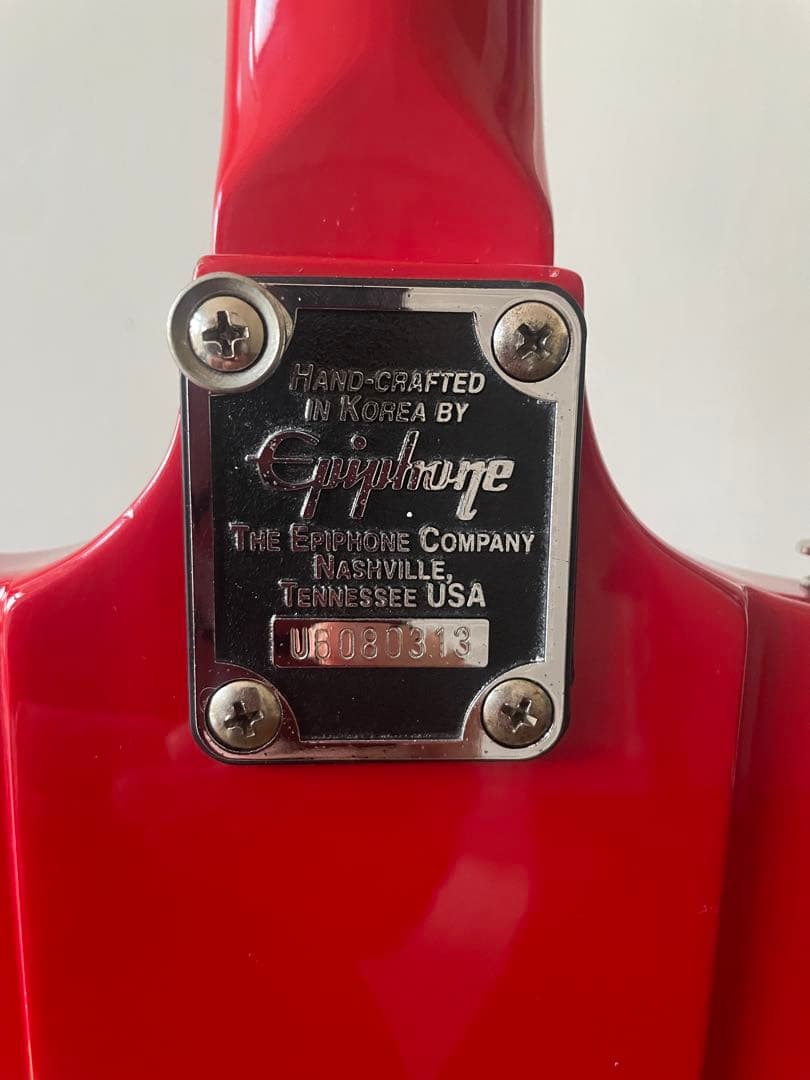 HAND-CRAFTED
IN KOREA BY
Epiphone
THE EPIPHONE COMPANY
NASHVILLE,
TENNESSEE USA
U6080313